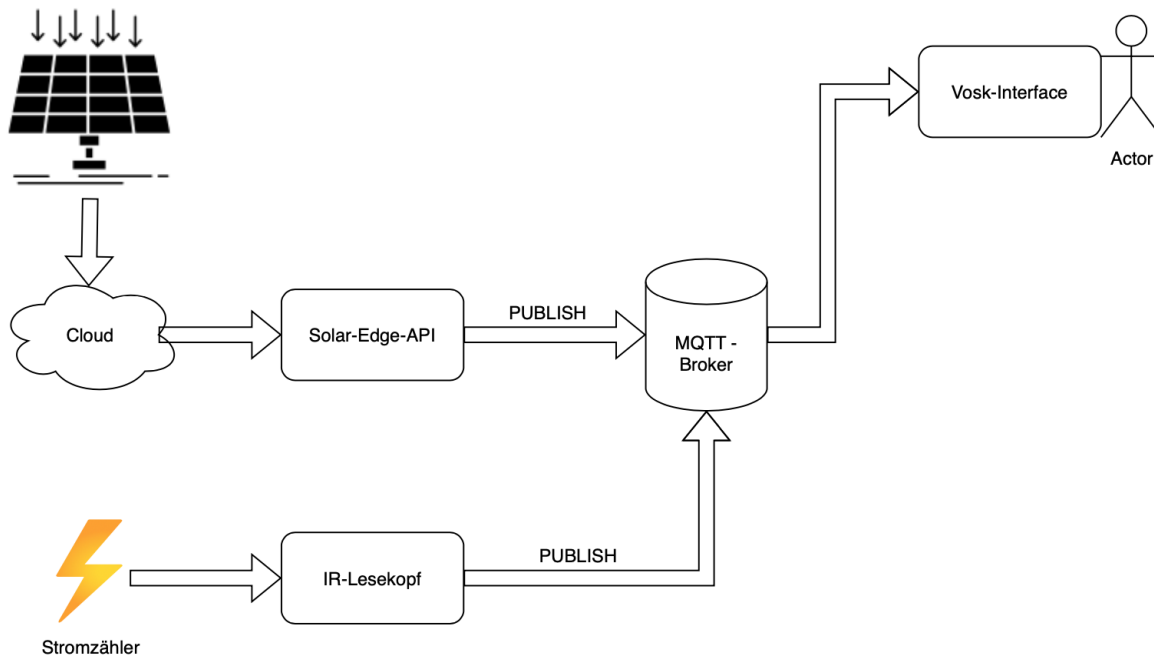 Vosk-Interface
Actor
Cloud
Solar-Edge-API
PUBLISH
MQTT -
Broker
IR-Lesekopf
PUBLISH
Stromzähler